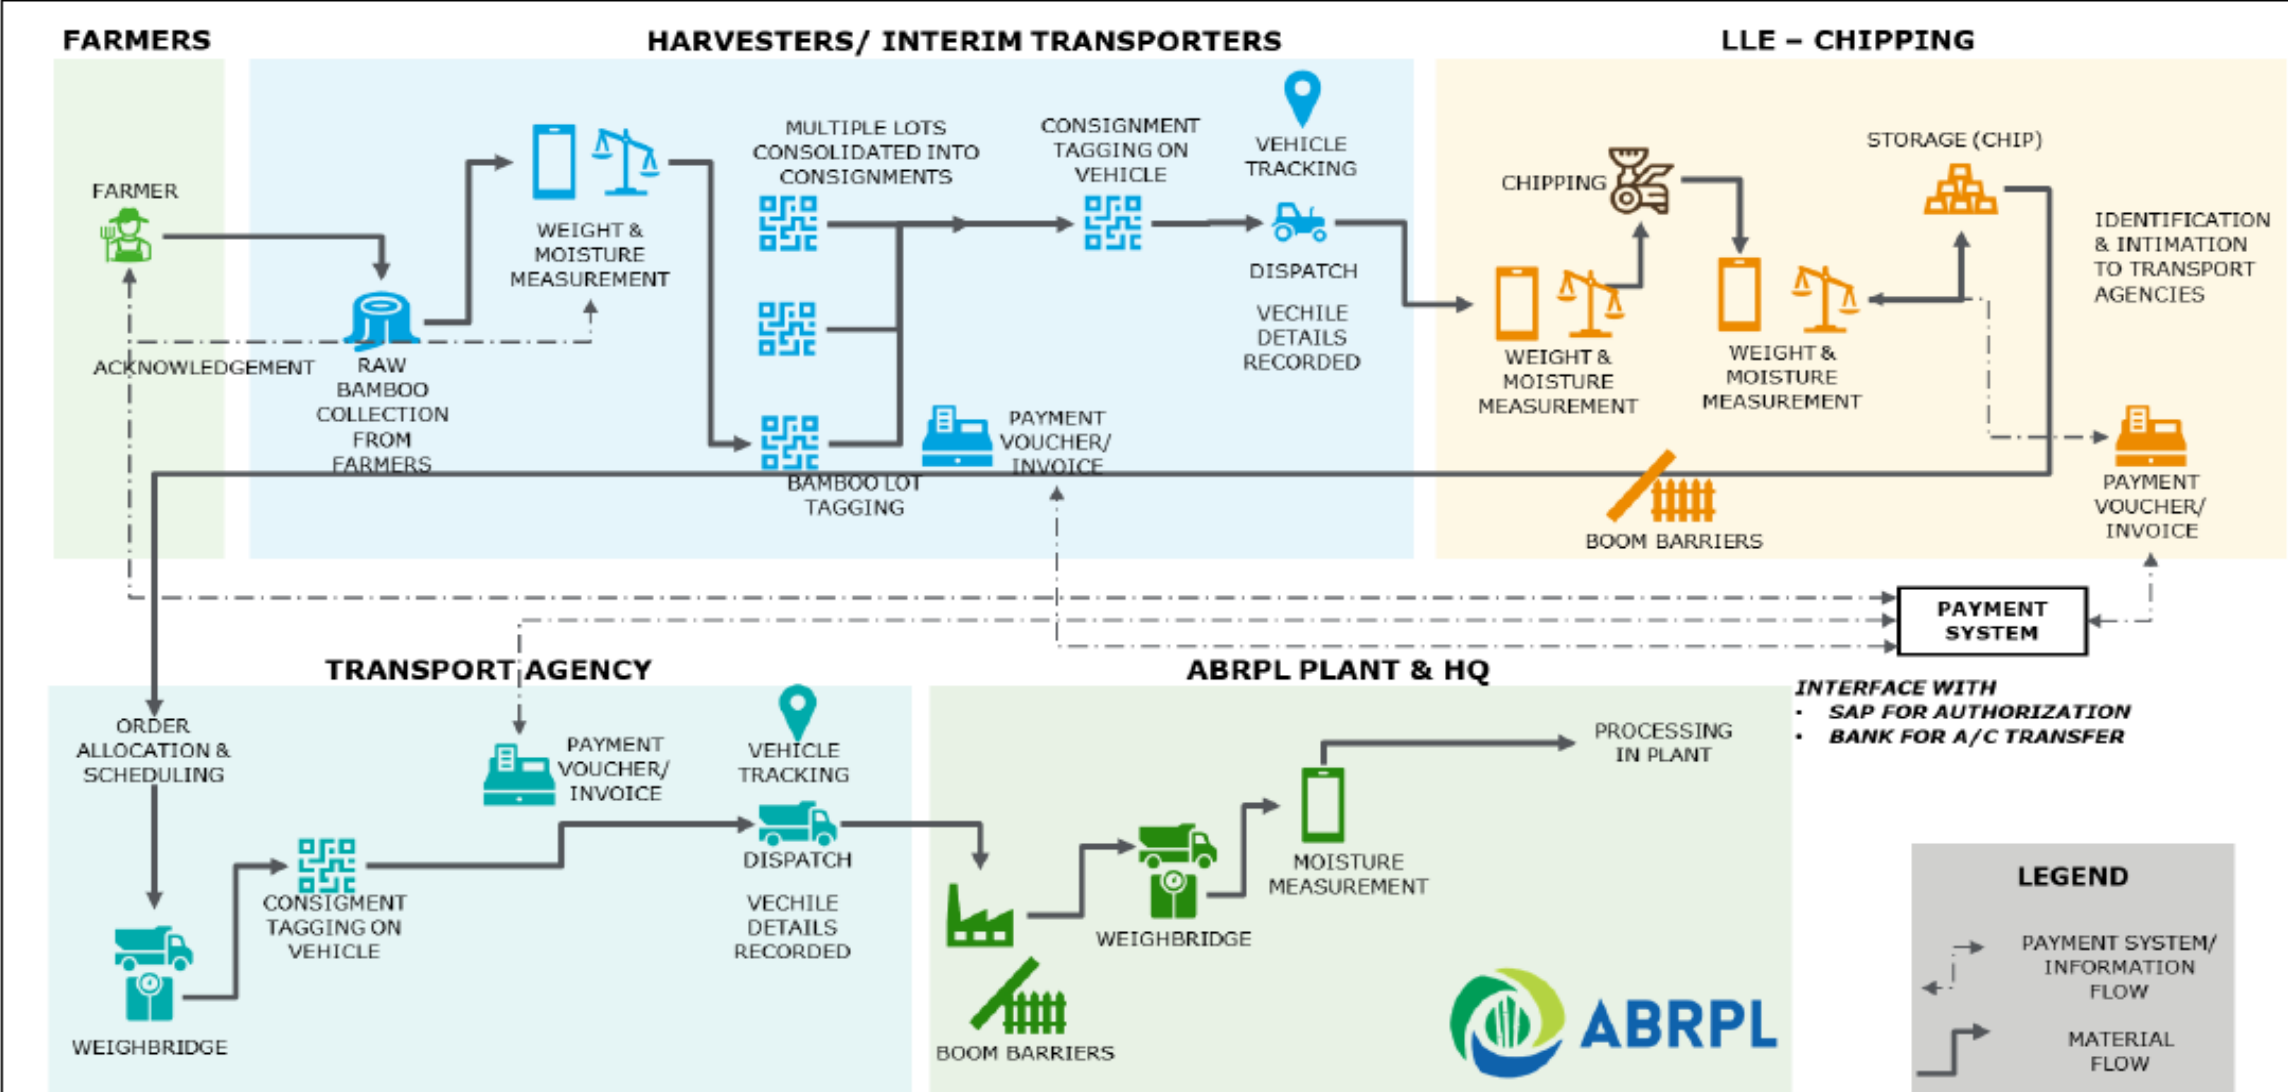 FARMERS
HARVESTERS/ INTERIM TRANSPORTERS
LLE – CHIPPING
FARMER
ACKNOWLEDGEMENT
RAW
BAMBOO
COLLECTION
FROM
FARMERS
WEIGHT &
MOISTURE
MEASUREMENT
MULTIPLE LOTS
CONSOLIDATED INTO
CONSIGNMENTS
BAMBOO LOT
TAGGING
CONSIGNMENT
TAGGING ON
VEHICLE
PAYMENT
VOUCHER/
INVOICE
VEHICLE
TRACKING
DISPATCH
VECHILE
DETAILS
RECORDED
CHIPPING
WEIGHT &
MOISTURE
MEASUREMENT
WEIGHT &
MOISTURE
MEASUREMENT
STORAGE (CHIP)
IDENTIFICATION
& INTIMATION
TO TRANSPORT
AGENCIES
BOOM BARRIERS
PAYMENT
VOUCHER/
INVOICE
PAYMENT
SYSTEM
INTERFACE WITH
• SAP FOR AUTHORIZATION
• BANK FOR A/C TRANSFER
TRANSPORT AGENCY
ORDER
ALLOCATION &
SCHEDULING
WEIGHBRIDGE
CONSIGMENT
TAGGING ON
VEHICLE
PAYMENT
VOUCHER/
INVOICE
VEHICLE
TRACKING
DISPATCH
VECHILE
DETAILS
RECORDED
ABRPL PLANT & HQ
BOOM BARRIERS
WEIGHBRIDGE
MOISTURE
MEASUREMENT
PROCESSING
IN PLANT
ABRPL
LEGEND
PAYMENT SYSTEM/
INFORMATION
FLOW
MATERIAL
FLOW